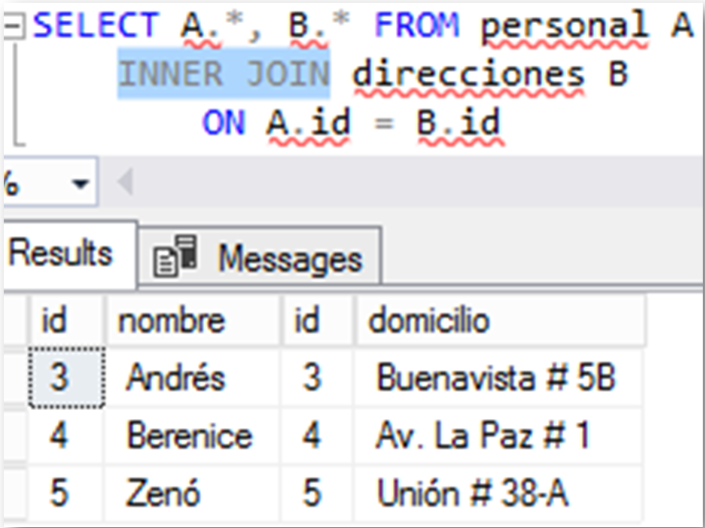 SELECT A.*, B.* FROM personal A
INNER JOIN direcciones B
ON A.id = B.id
%
Results Messages
id nombre id domicilio
3 Andrés 3 Buenavista # 5B
4 Berenice 4 Av. La Paz # 1
5 Zenó 5 Unión # 38-A